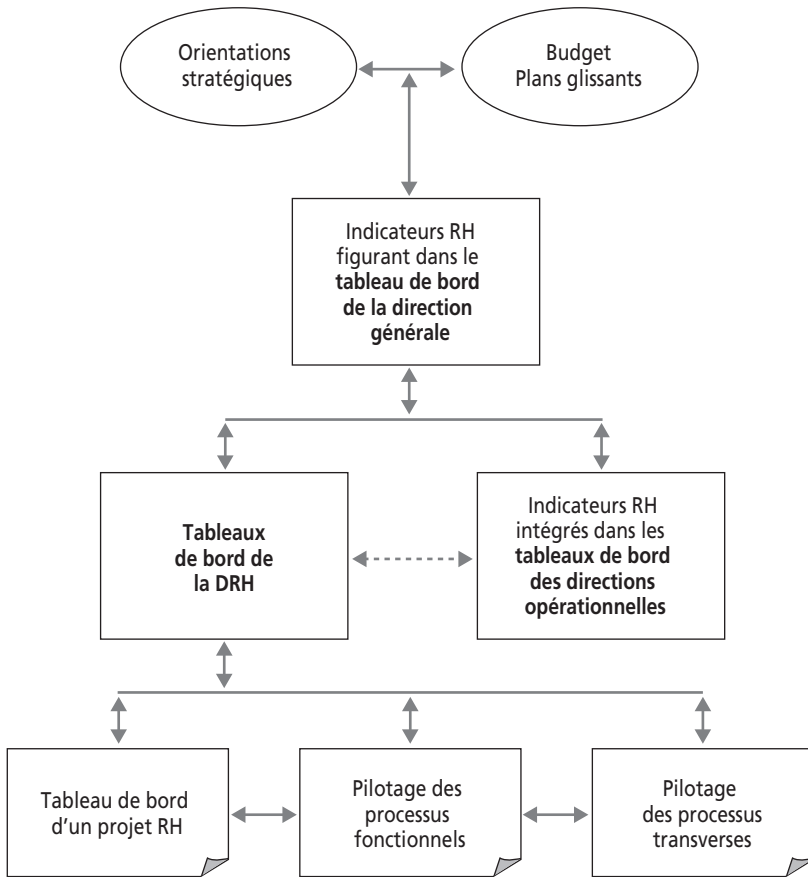 Orientations
stratégiques
Budget
Plans glissants
Indicateurs RH
figurant dans le
tableau de bord
de la direction
générale
Tableaux
de bord de
la DRH
Indicateurs RH
intégrés dans les
tableaux de bord
des directions
opérationnelles
Tableau de bord
d'un projet RH
Pilotage des
processus
fonctionnels
Pilotage
des processus
transverses